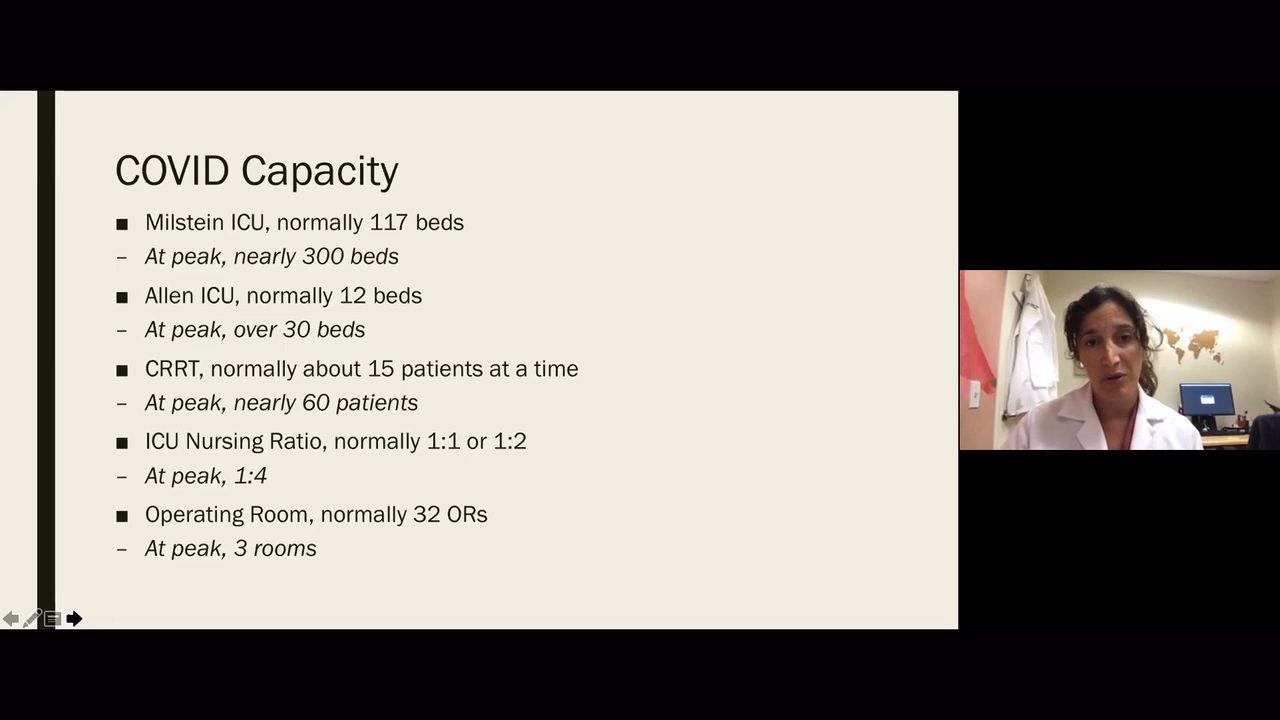 COVID Capacity
■ Milstein ICU, normally 117 beds
– At peak, nearly 300 beds
■ Allen ICU, normally 12 beds
– At peak, over 30 beds
■ CRRT, normally about 15 patients at a time
– At peak, nearly 60 patients
■ ICU Nursing Ratio, normally 1:1 or 1:2
– At peak, 1:4
■ Operating Room, normally 32 ORs
– At peak, 3 rooms